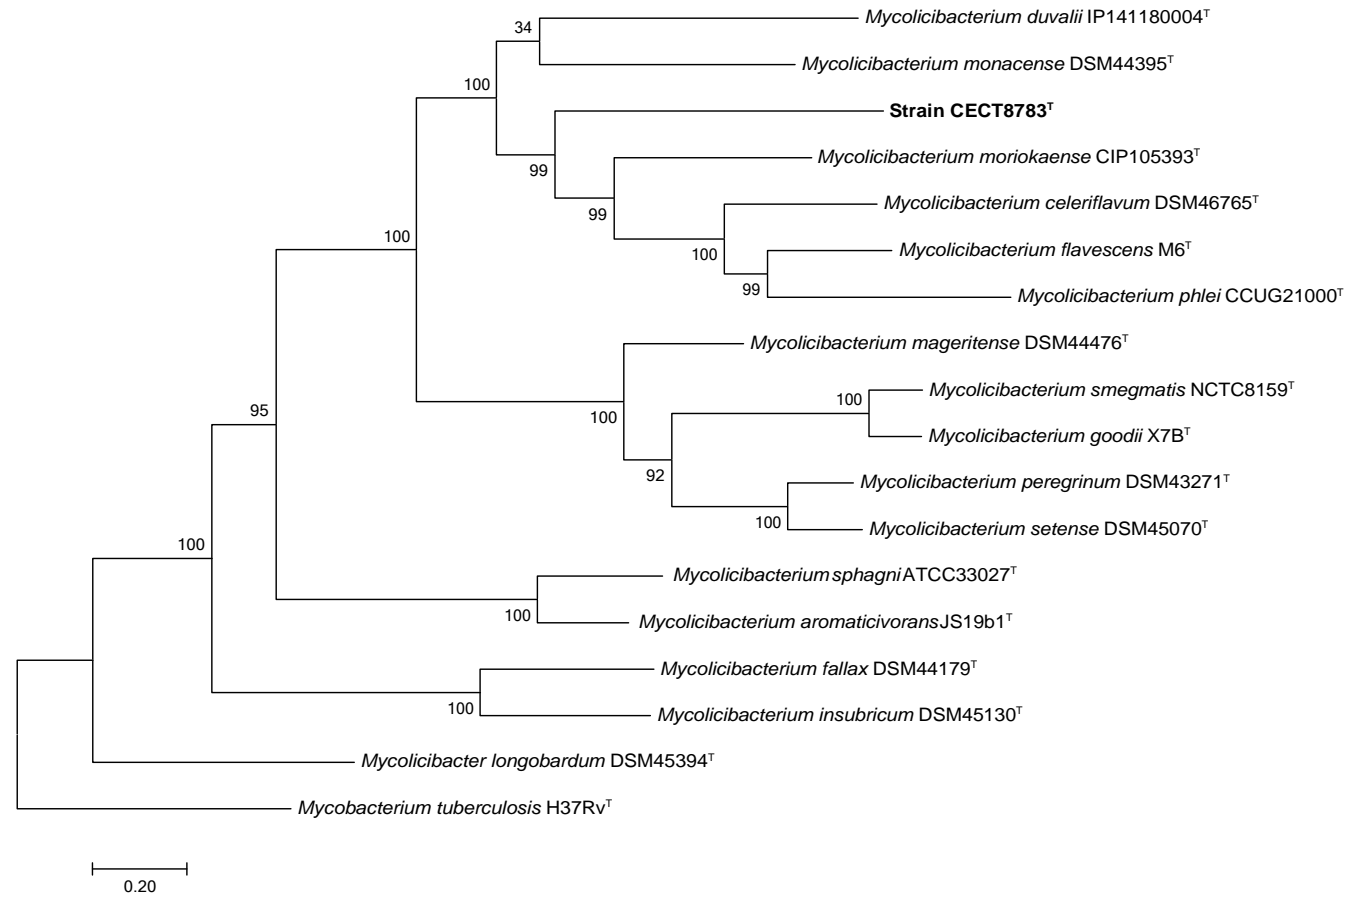 34
Mycolicibacterium duvalii IP141180004ᵀ
Mycolicibacterium monacense DSM44395ᵀ
100
Strain CECT8783ᵀ
99
Mycolicibacterium moriokaense CIP105393ᵀ
99
Mycolicibacterium celeriflavum DSM46765ᵀ
100
Mycolicibacterium flavescens M6ᵀ
99
Mycolicibacterium phlei CCUG21000ᵀ
100
Mycolicibacterium mageritense DSM44476ᵀ
100
Mycolicibacterium smegmatis NCTC8159ᵀ
100
Mycolicibacterium goodii X7Bᵀ
92
Mycolicibacterium peregrinum DSM43271ᵀ
100
Mycolicibacterium setense DSM45070ᵀ
95
Mycolicibacterium sphagni ATCC33027ᵀ
100
Mycolicibacterium aromaticivorans JS19b1ᵀ
100
Mycolicibacterium fallax DSM44179ᵀ
100
Mycolicibacterium insubricum DSM45130ᵀ
Mycolicibacter longobardum DSM45394ᵀ
Mycobacterium tuberculosis H37Rvᵀ
0.20